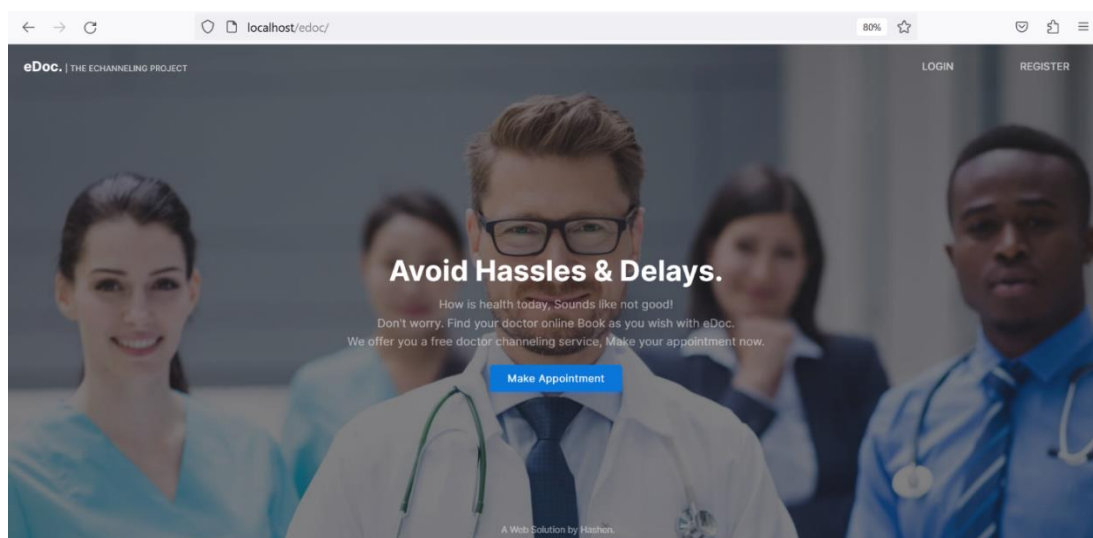 localhost/edoc/
80%
eDoc. | THE ECHANNELING PROJECT
LOGIN
REGISTER
Avoid Hassles & Delays.
How is health today, Sounds like not good!
Don't worry. Find your doctor online Book as you wish with eDoc.
We offer you a free doctor channeling service, Make your appointment now.
Make Appointment
A Web Solution by Hashen.